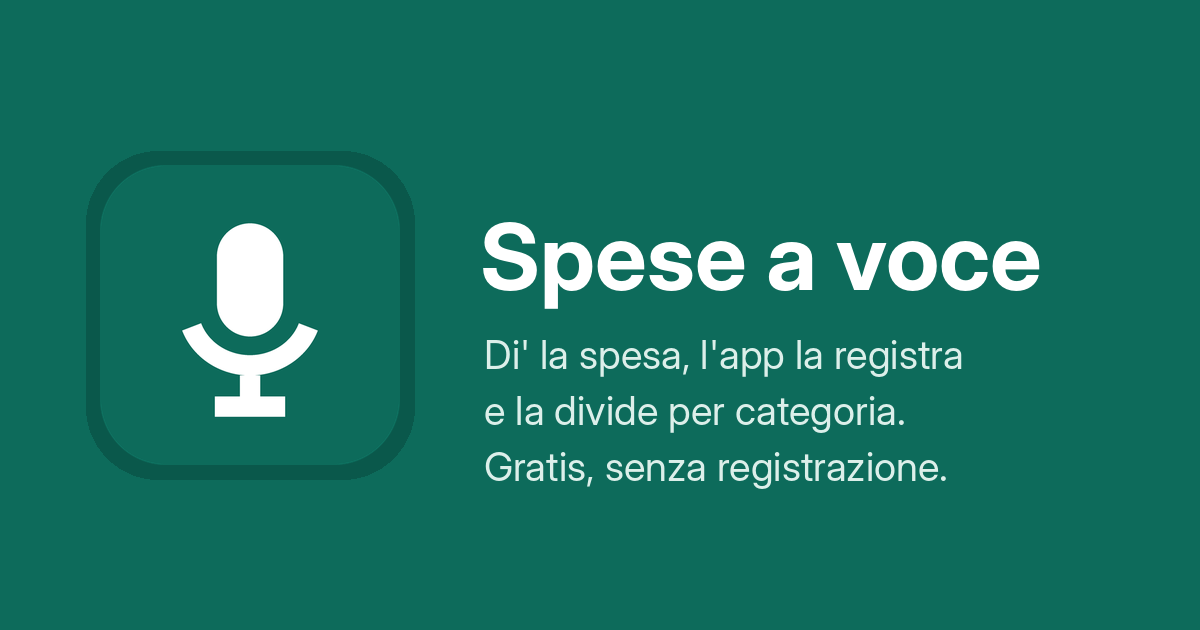 Spese a voce
Di' la spesa, l'app la registra
e la divide per categoria.
Gratis, senza registrazione.